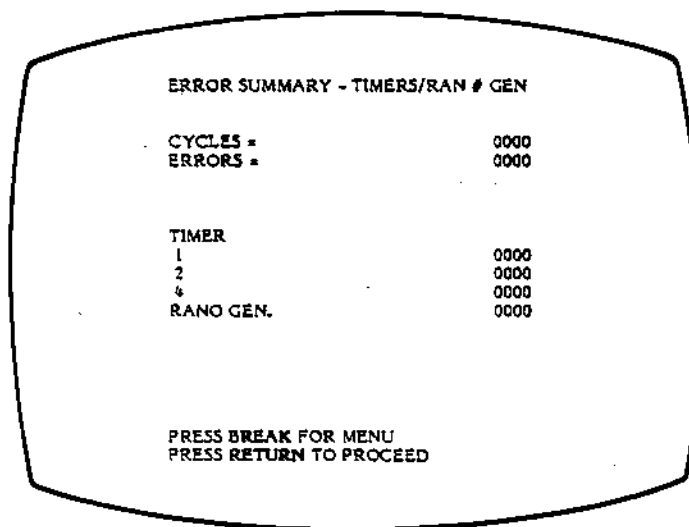 ERROR SUMMARY - TIMERS/RAN # GEN
CYCLES = 0000
ERRORS = 0000
TIMER
1 0000
2 0000
4 0000
RANO GEN. 0000
PRESS BREAK FOR MENU
PRESS RETURN TO PROCEED